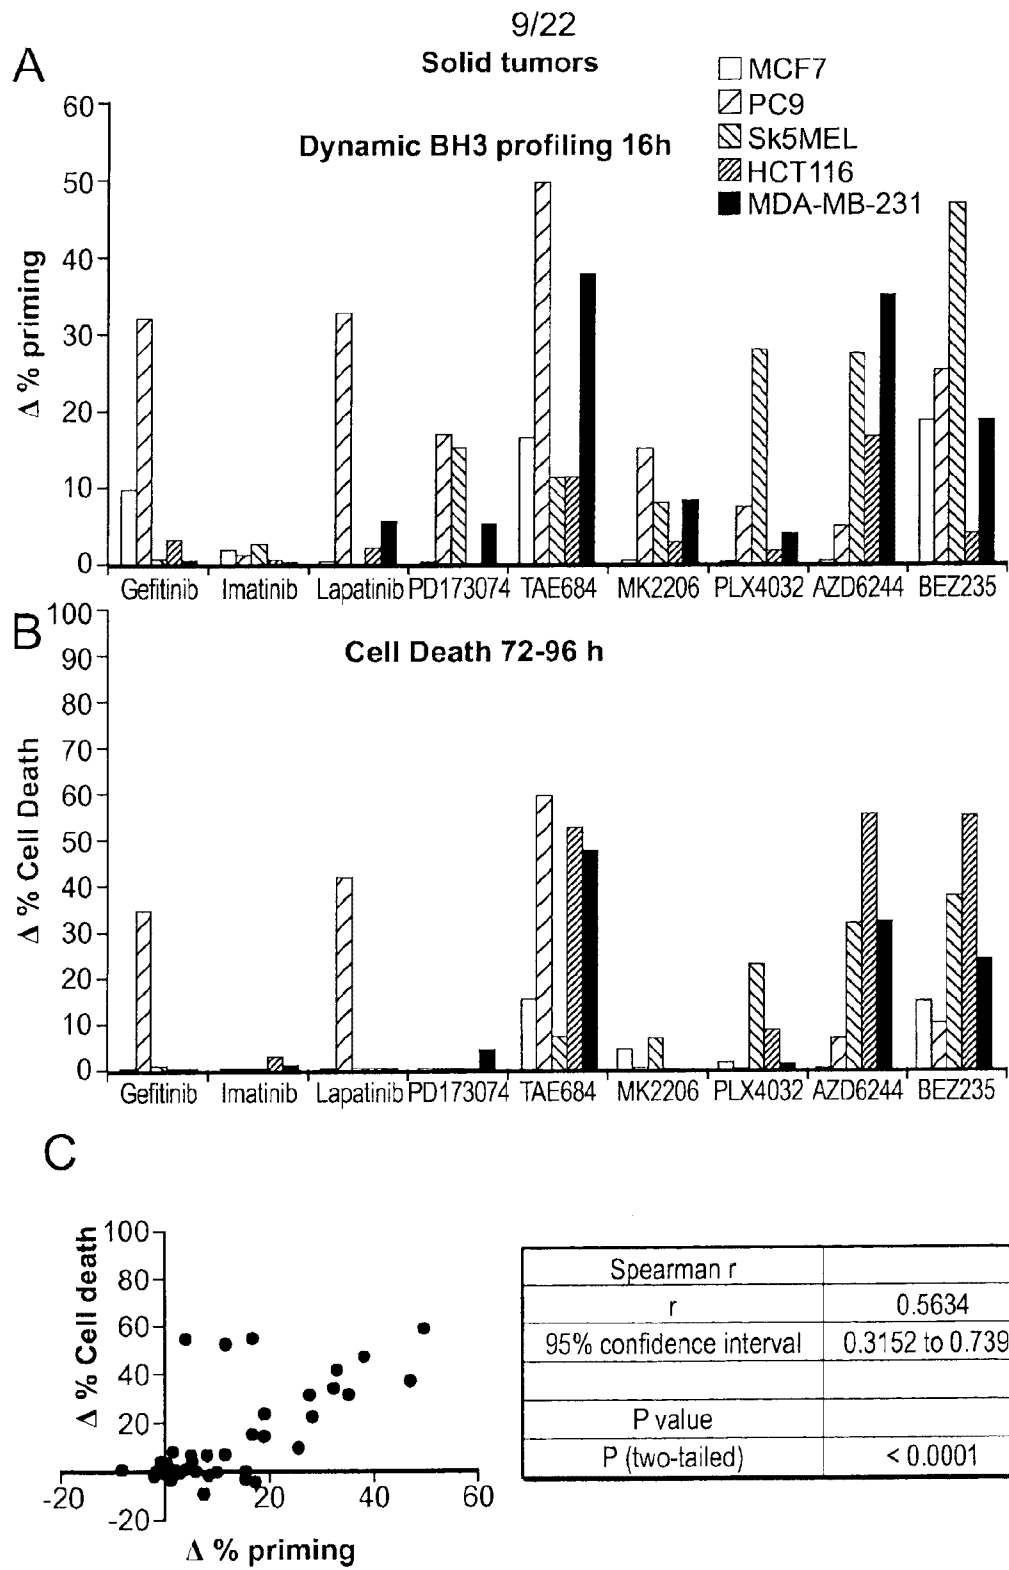 9/22
A
Solid tumors
MCF7
PC9
Sk5MEL
HCT116
MDA-MB-231
Dynamic BH3 profiling 16h
Δ % priming
60
50
40
30
20
10
0
Gefitinib Imatinib Lapatinib PD173074 TAE684 MK2206 PLX4032 AZD6244 BEZ235
B
Cell Death 72-96 h
Δ % Cell Death
100
90
80
70
60
50
40
30
20
10
0
Gefitinib Imatinib Lapatinib PD173074 TAE684 MK2206 PLX4032 AZD6244 BEZ235
C
Δ % Cell death
100
80
60
40
20
-20
-20 20 40 60
Δ % priming
Spearman r
r 0.5634
95% confidence interval 0.3152 to 0.739
P value
P (two-tailed) < 0.0001